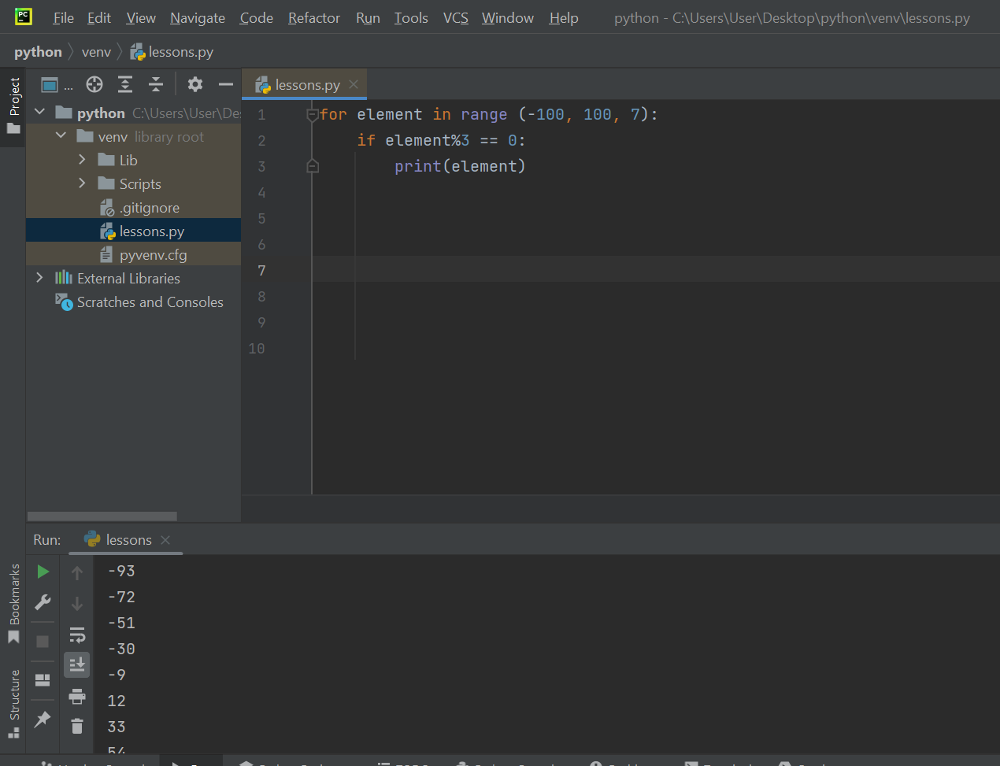 PC File Edit View Navigate Code Refactor Run Tools VCS Window Help python - C:\Users\User\Desktop\python\venv\lessons.py
python venv lessons.py
Project
... lessons.py
python C:\Users\User\De
venv library root
Lib
Scripts
.gitignore
lessons.py
pyvenv.cfg
External Libraries
Scratches and Consoles
1 for element in range (-100, 100, 7):
2 if element%3 == 0:
3 print(element)
4
5
6
7
8
9
10
Run: lessons
Bookmarks
Structure
-93
-72
-51
-30
-9
12
33
54